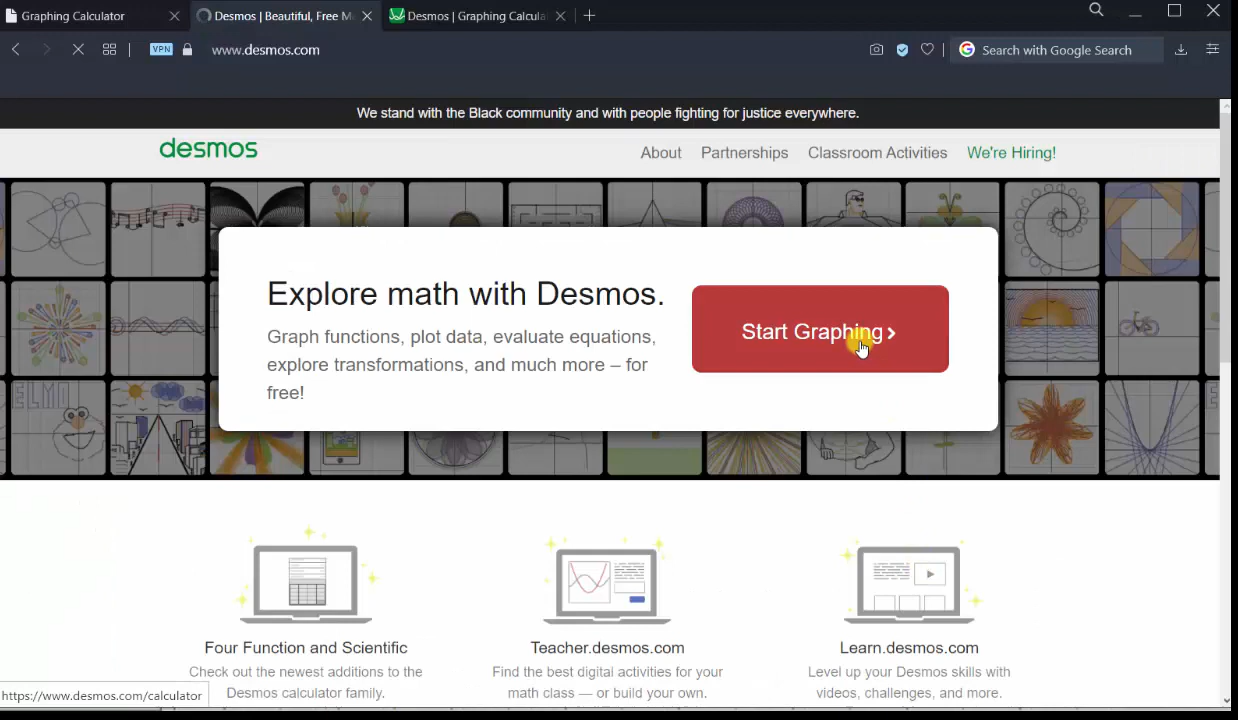 Graphing Calculator
Desmos | Beautiful, Free M
Desmos | Graphing Calcula
VPN
www.desmos.com
Search with Google Search
We stand with the Black community and with people fighting for justice everywhere.
desmos
About
Partnerships
Classroom Activities
We're Hiring!
Explore math with Desmos.
Graph functions, plot data, evaluate equations,
explore transformations, and much more – for
free!
Start Graphing
ELMO
Four Function and Scientific
Check out the newest additions to the
Desmos calculator family.
Teacher.desmos.com
Find the best digital activities for your
math class — or build your own.
Learn.desmos.com
Level up your Desmos skills with
videos, challenges, and more.
https://www.desmos.com/calculator